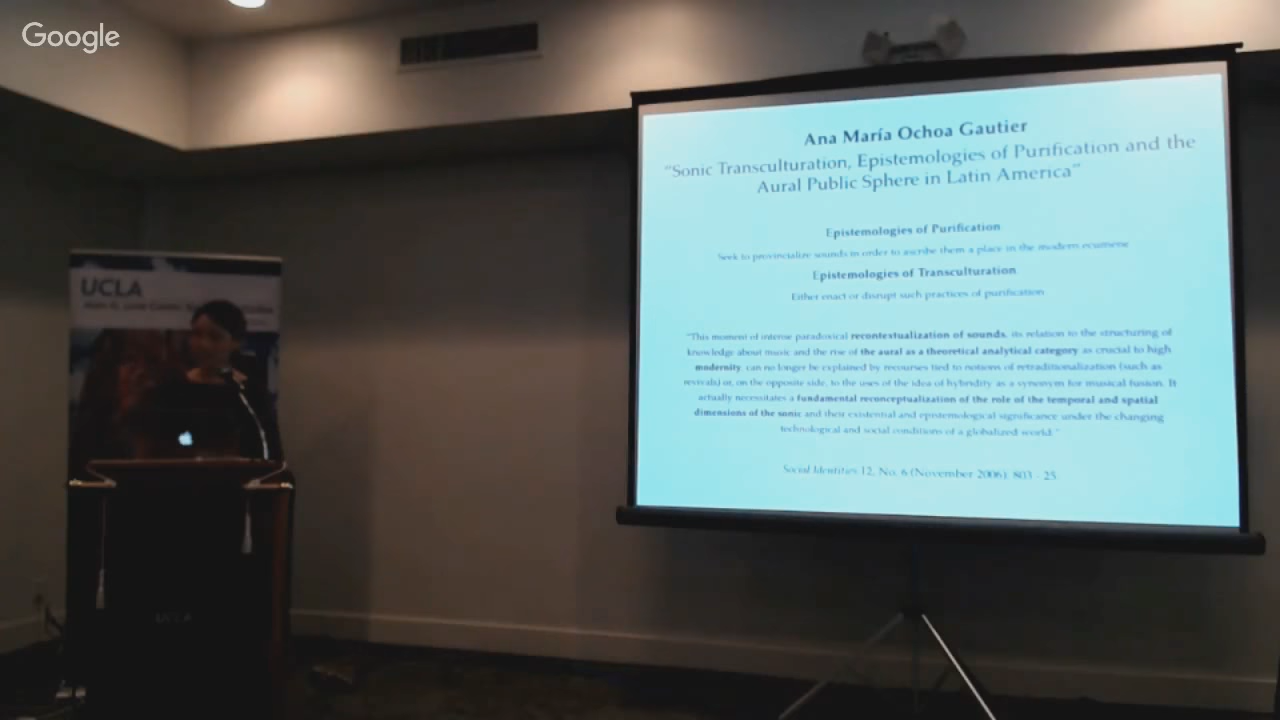 Google
Ana María Ochoa Gautier
“Sonic Transculturation, Epistemologies of Purification and the
Aural Public Sphere in Latin America”
Epistemologies of Purification
Seek to provincialize sounds in order to ascribe them a place in the modern ecumene
Epistemologies of Transculturation
Either enact or disrupt such practices of purification
“This moment of intense paradoxical recontextualization of sounds, its relation to the structuring of
knowledge about music and the rise of the aural as a theoretical analytical category as crucial to high
modernity, can no longer be explained by recourses tied to notions of retraditionalization (such as
revivals) or, on the opposite side, to the uses of the idea of hybridity as a synonym for musical fusion. It
actually necessitates a fundamental reconceptualization of the role of the temporal and spatial
dimensions of the sonic and their existential and epistemological significance under the changing
technological and social conditions of a globalized world.”
Social Identities 12, No. 6 (November 2006): 803 - 25.
UCLA
UCLA